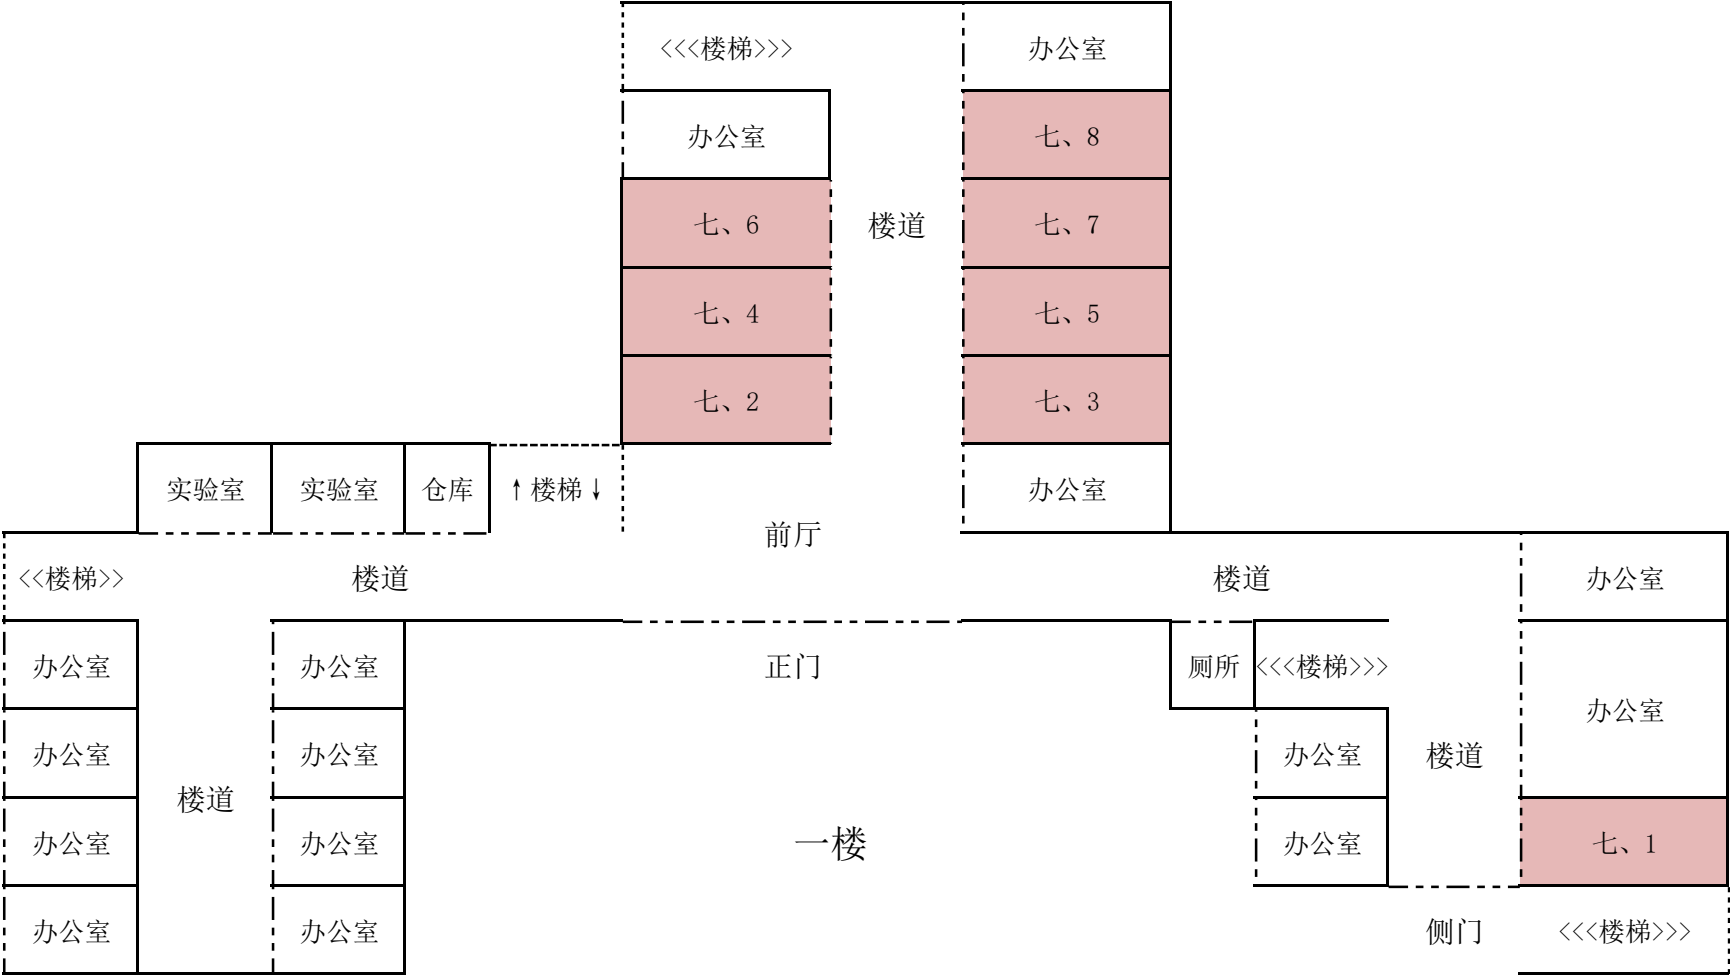 <<<楼梯>>>
办公室
办公室
七、8
七、6
楼道
七、7
七、4
七、5
七、2
七、3
实验室
实验室
仓库
↑楼梯↓
办公室
前厅
<<楼梯>>
楼道
楼道
办公室
办公室
办公室
正门
厕所
<<<楼梯>>>
办公室
办公室
办公室
办公室
楼道
楼道
办公室
办公室
一楼
办公室
七、1
办公室
办公室
侧门
<<<楼梯>>>